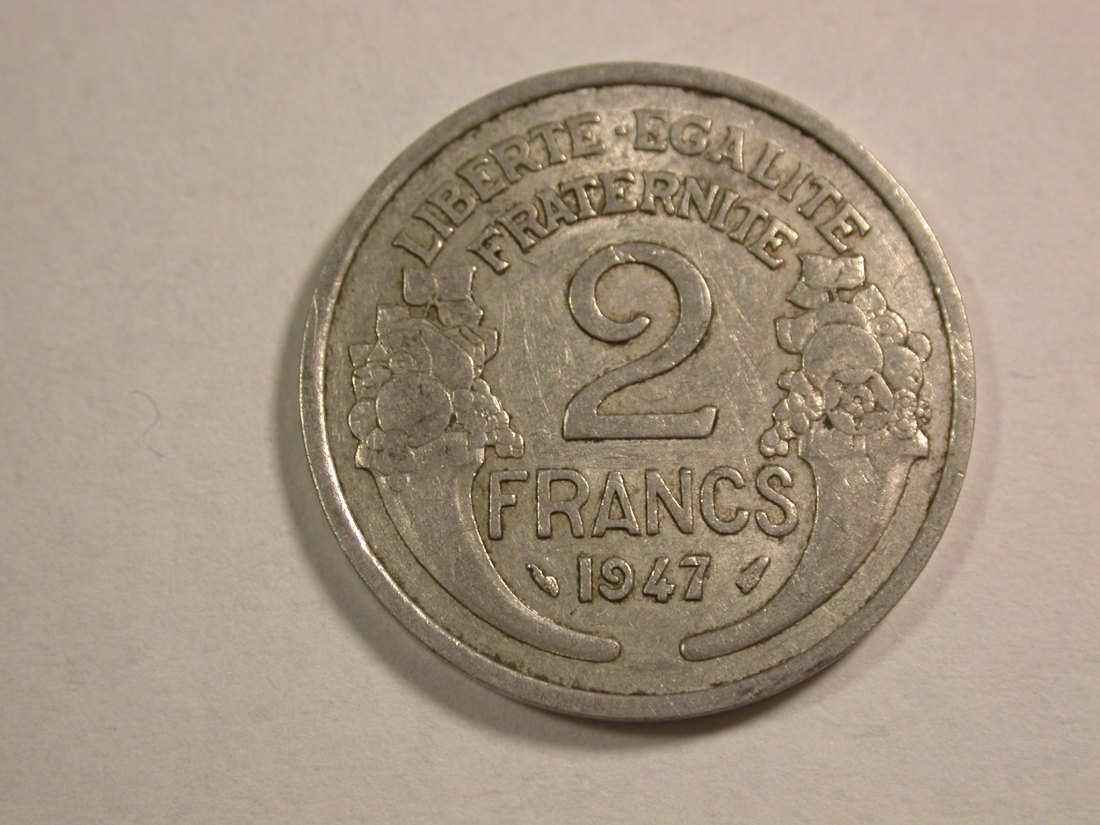 LIBERTE · EGALITE
FRATERNITE
2
FRANCS
1947